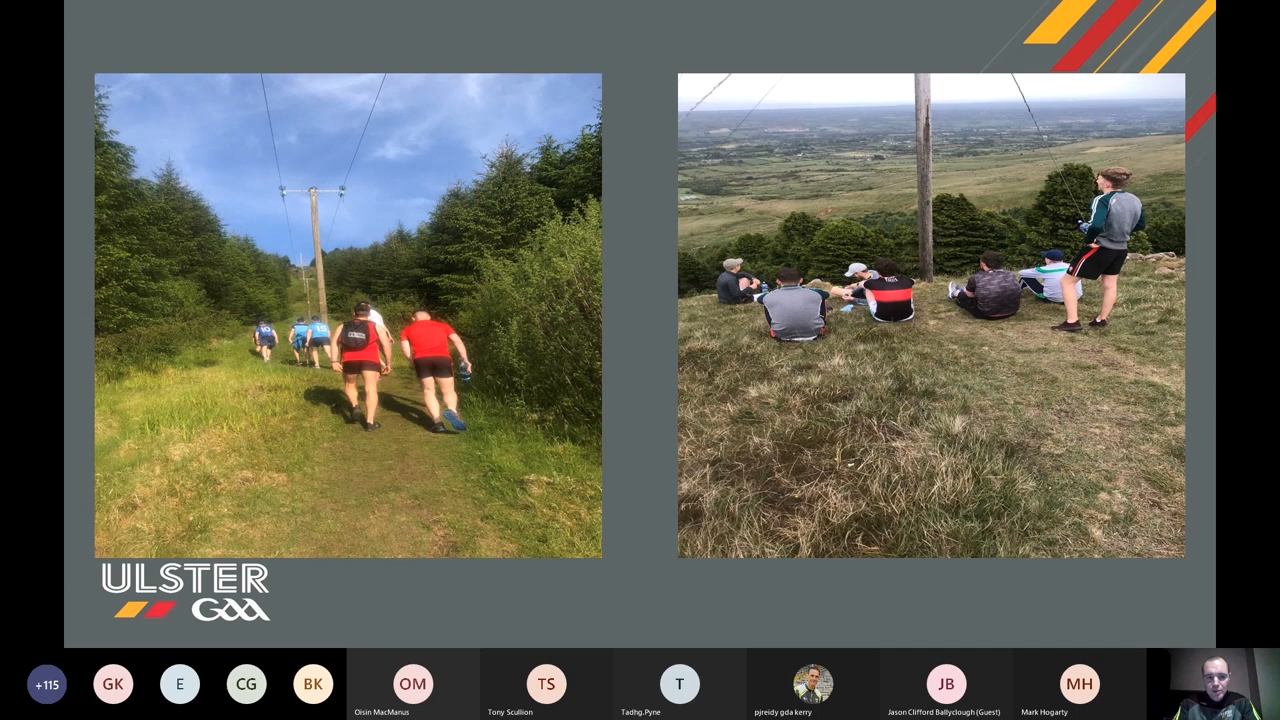 ULSTER
GAA
+115
GK
E
CG
BK
OM
TS
T
JB
MH
Oisin MacManus
Tony Scullion
Tadhg.Pyne
pjreidy gda kerry
Jason Clifford Ballyclough (Guest)
Mark Hogarty